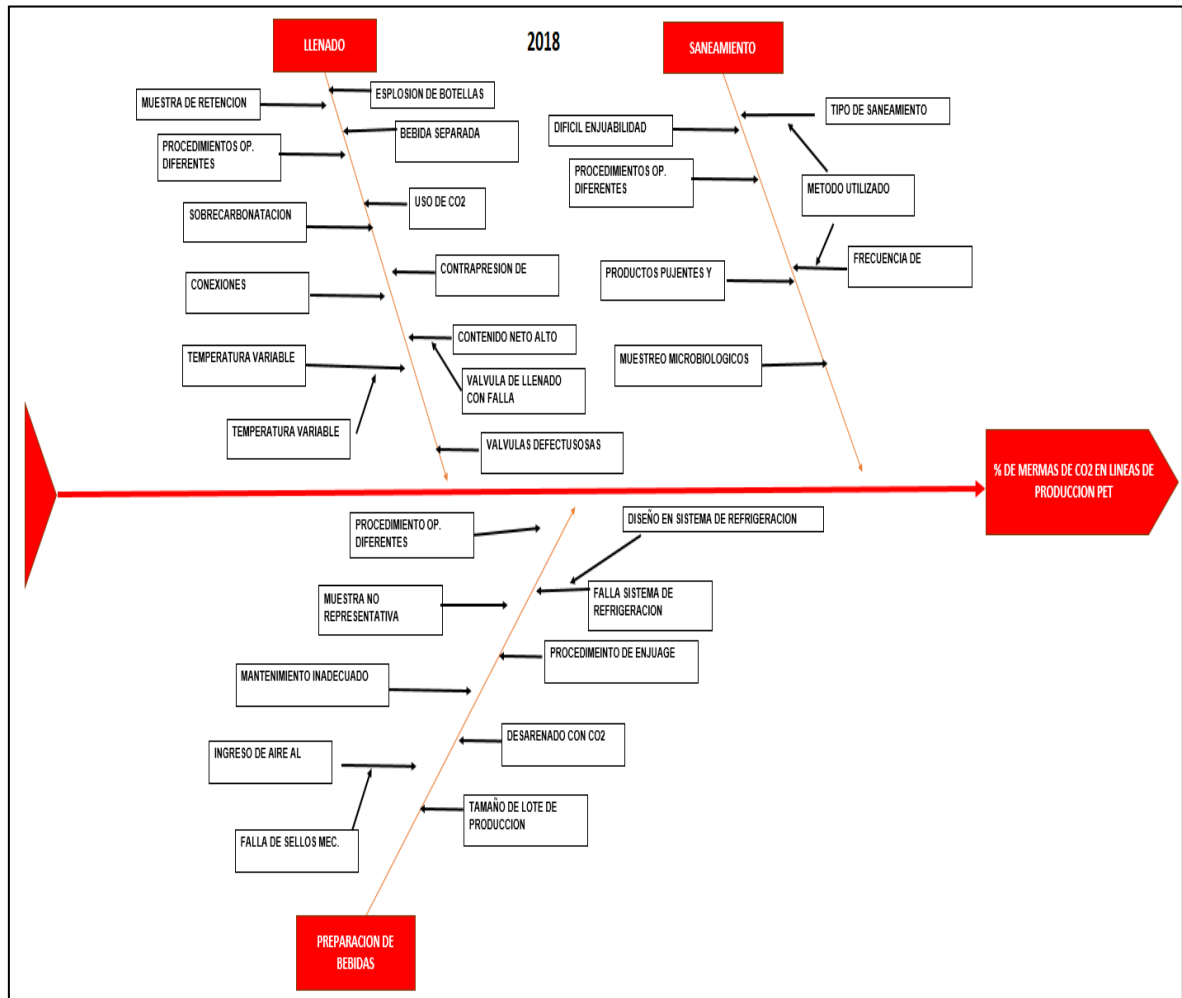 2018
LLENADO
ESPLOSION DE BOTELLAS
MUESTRA DE RETENCION
BEBIDA SEPARADA
PROCEDIMIENTOS OP.
DIFERENTES
USO DE CO2
SOBRECARBONATACION
CONTRAPRESION DE
CONEXIONES
CONTENIDO NETO ALTO
TEMPERATURA VARIABLE
VALVULA DE LLENADO
CON FALLA
TEMPERATURA VARIABLE
VALVULAS DEFECTUSOSAS
SANEAMIENTO
TIPO DE SANEAMIENTO
DIFICIL ENJUABILIDAD
PROCEDIMIENTOS OP.
DIFERENTES
METODO UTILIZADO
FRECUENCIA DE
PRODUCTOS PUJENTES Y
MUESTREO MICROBIOLOGICOS
% DE MERMAS DE CO2 EN LINEAS DE
PRODUCCION PET
PROCEDIMIENTO OP.
DIFERENTES
DISEÑO EN SISTEMA DE REFRIGERACION
MUESTRA NO
REPRESENTATIVA
FALLA SISTEMA DE
REFRIGERACION
PROCEDIMEINTO DE ENJUAGE
MANTENIMIENTO INADECUADO
DESARENADO CON CO2
INGRESO DE AIRE AL
TAMAÑO DE LOTE DE
PRODUCCION
FALLA DE SELLOS MEC.
PREPARACION DE
BEBIDAS